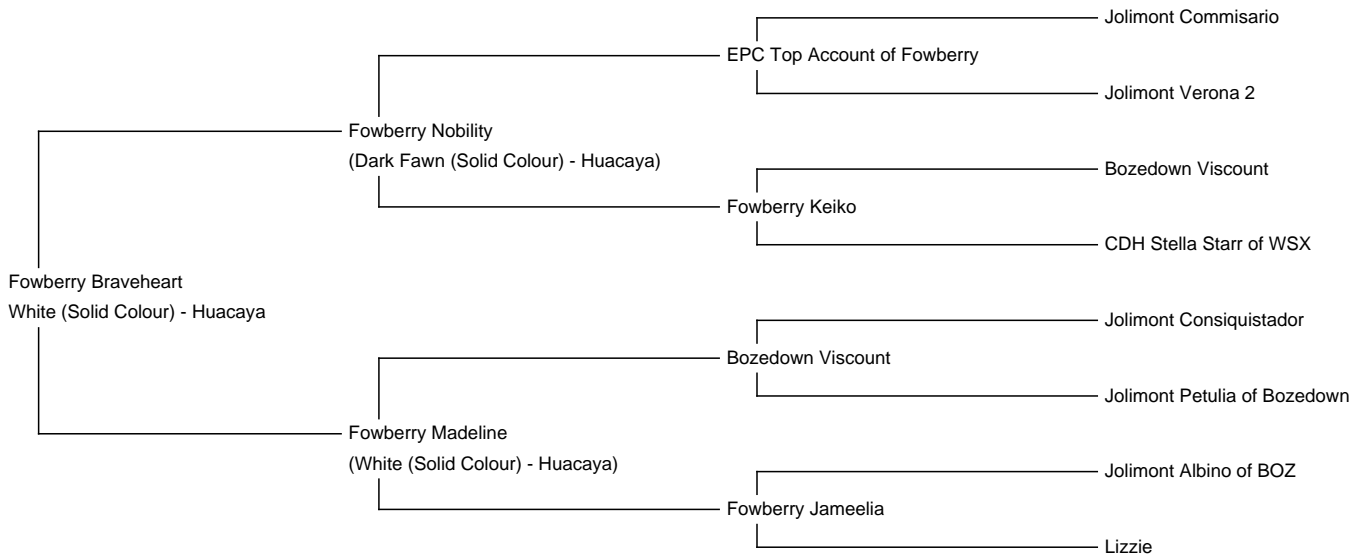 Jolimont Commisario
EPC Top Account of Fowberry
Jolimont Verona 2
Fowberry Nobility
(Dark Fawn (Solid Colour) - Huacaya)
Bozedown Viscount
Fowberry Keiko
CDH Stella Starr of WSX
Fowberry Braveheart
White (Solid Colour) - Huacaya
Jolimont Consiquistador
Bozedown Viscount
Jolimont Petulia of Bozedown
Fowberry Madeline
(White (Solid Colour) - Huacaya)
Jolimont Albino of BOZ
Fowberry Jameelia
Lizzie